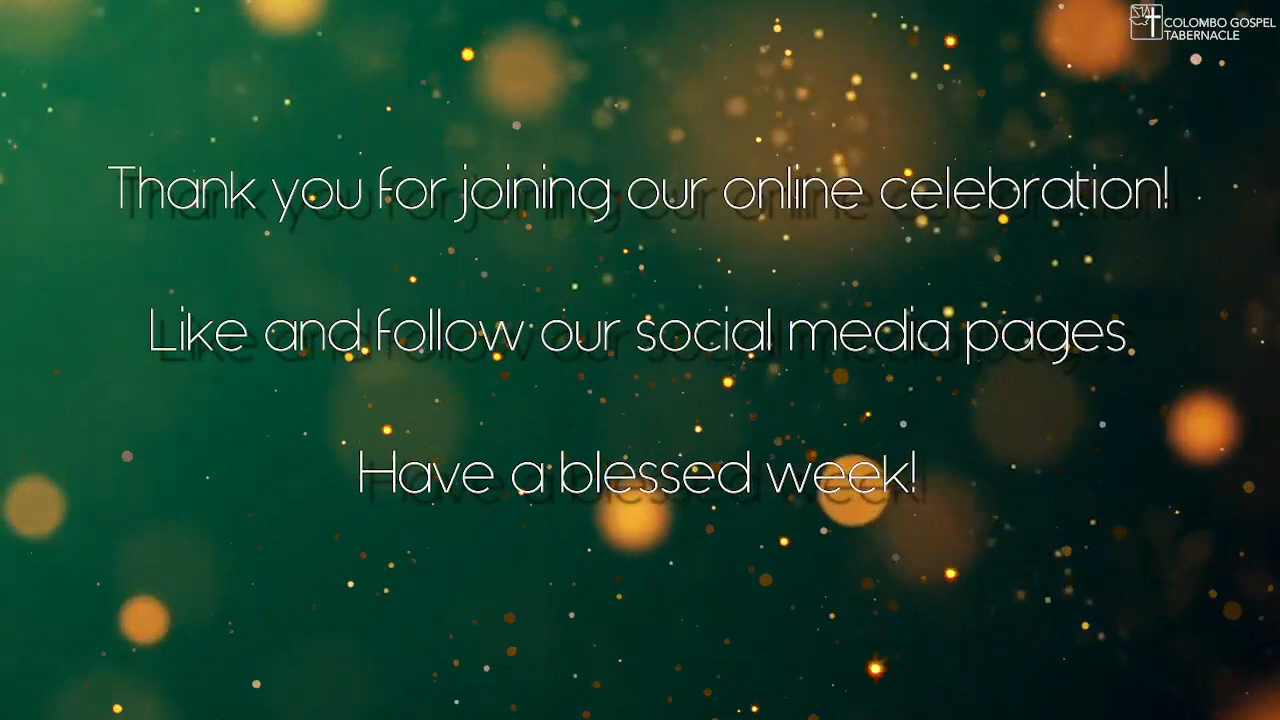 COLOMBO GOSPEL
TABERNACLE
Thank you for joining our online celebration!
Like and follow our social media pages
Have a blessed week!